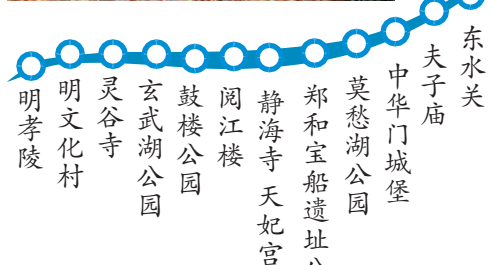 明孝陵
明文化村
灵谷寺
玄武湖公园
鼓楼公园
阅江楼
静海寺 天妃宫
郑和宝船遗址公
莫愁湖公园
中华门城堡
夫子庙
东水关